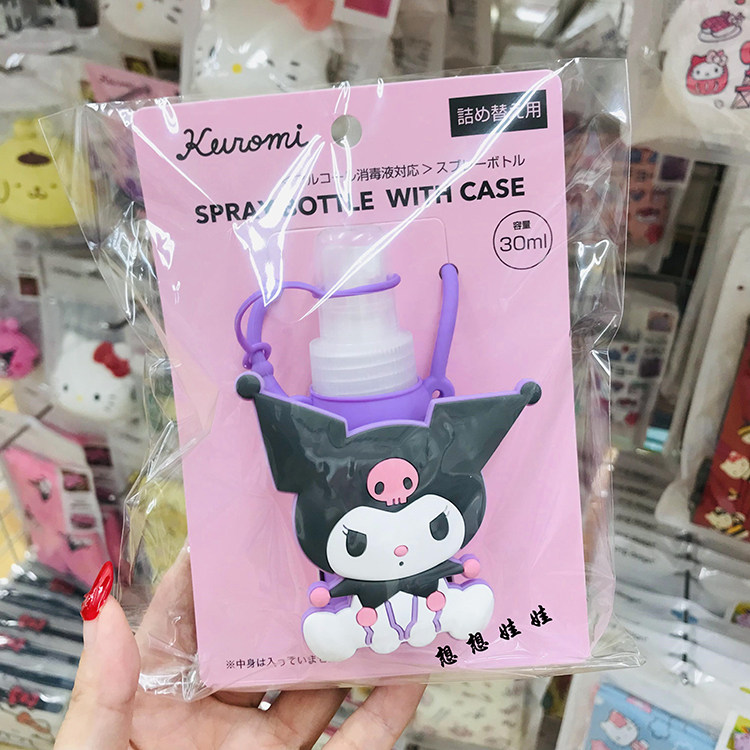 Kuromi
詰め替え用
アルコール消毒液対応＞スプレーボトル
SPRAY BOTTLE WITH CASE
容量
30ml
想想娃娃
※中身は入っていませ